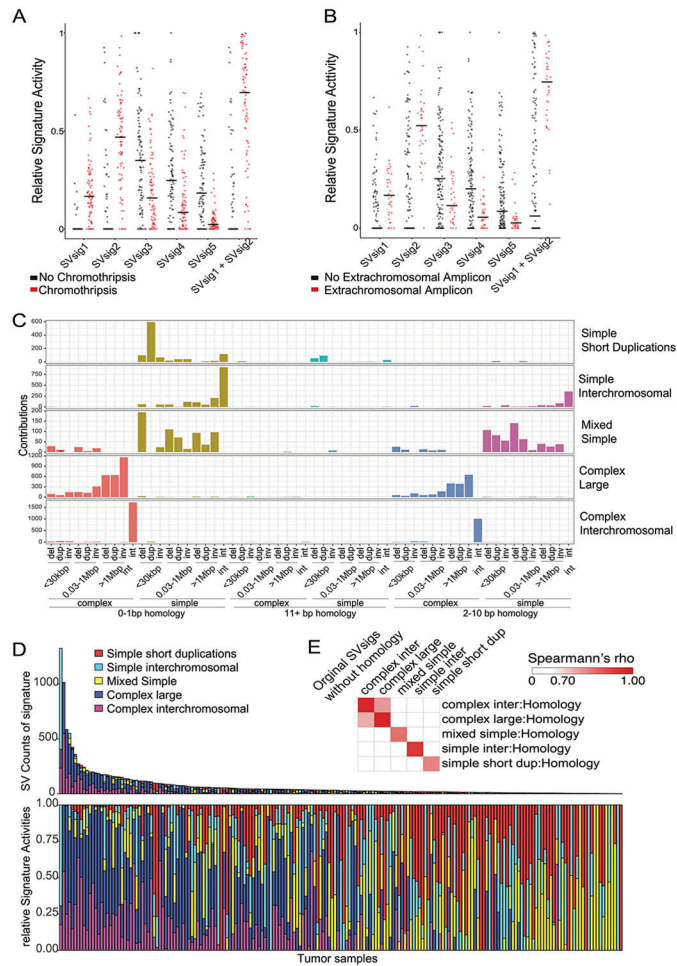 A
Relative Signature Activity
1
0.5
0
SVsig1
SVsig2
SVsig3
SVsig4
SVsig5
SVsig1 + SVsig2
No Chromothripsis
Chromothripsis
B
Relative Signature Activity
1
0.5
0
SVsig1
SVsig2
SVsig3
SVsig4
SVsig5
SVsig1 + SVsig2
No Extrachromosomal Amplicon
Extrachromosomal Amplicon
C
Contributions
600
400
200
0
Simple
Short Duplications
900
600
300
0
Simple
Interchromosomal
200
150
100
50
0
Mixed
Simple
1200
900
600
300
0
Complex
Large
1500
1000
500
0
Complex
Interchromosomal
del dup inv del dup inv del dup inv int del dup inv del dup inv del dup inv int del dup inv del dup inv del dup inv int del dup inv del dup inv del dup inv int del dup inv del dup inv del dup inv int del dup inv del dup inv del dup inv int
<30kbp 0.03-1Mbp >1Mbp int <30kbp 0.03-1Mbp >1Mbp int <30kbp 0.03-1Mbp >1Mbp int <30kbp 0.03-1Mbp >1Mbp int <30kbp 0.03-1Mbp >1Mbp int <30kbp 0.03-1Mbp >1Mbp int
complex simple complex simple complex simple
0-1bp homology 11+ bp homology 2-10 bp homology
D
SV Counts of signature
1000
500
0
Simple short duplications
Simple interchromosomal
Mixed Simple
Complex large
Complex interchromosomal
relative Signature Activities
1.00
0.75
0.50
0.25
0.00
Tumor samples
E
Orginal SVsigs
without homology
complex inter
complex large
mixed simple
simple inter
simple short dup
Spearmann's rho
0 0.70 1.00
complex inter:Homology
complex large:Homology
mixed simple:Homology
simple inter:Homology
simple short dup:Homology